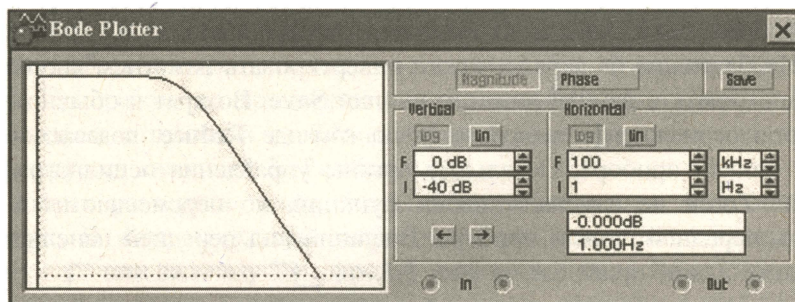 Bode Plotter
Magnitude Phase Save
Vertical Horizontal
Log Lin Log Lin
F 0 dB F 100 kHz
I -40 dB I 1 Hz
-0.000dB
1.000Hz
In Out